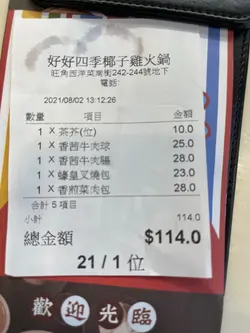 好好四季椰子雞火鍋
旺角西洋菜南街242-244號地下
電話:
2021/08/02 13:12:26
數量 項目 金額
1 X 茶芥(位) 10.0
1 X 香茜牛肉球 25.0
1 X 香茜牛肉腸 28.0
1 X 蠔皇叉燒包 23.0
1 X 香煎菜肉包 28.0
合計 5 項目
小計 114.0
總金額 $114.0
21 / 1 位
歡迎光臨